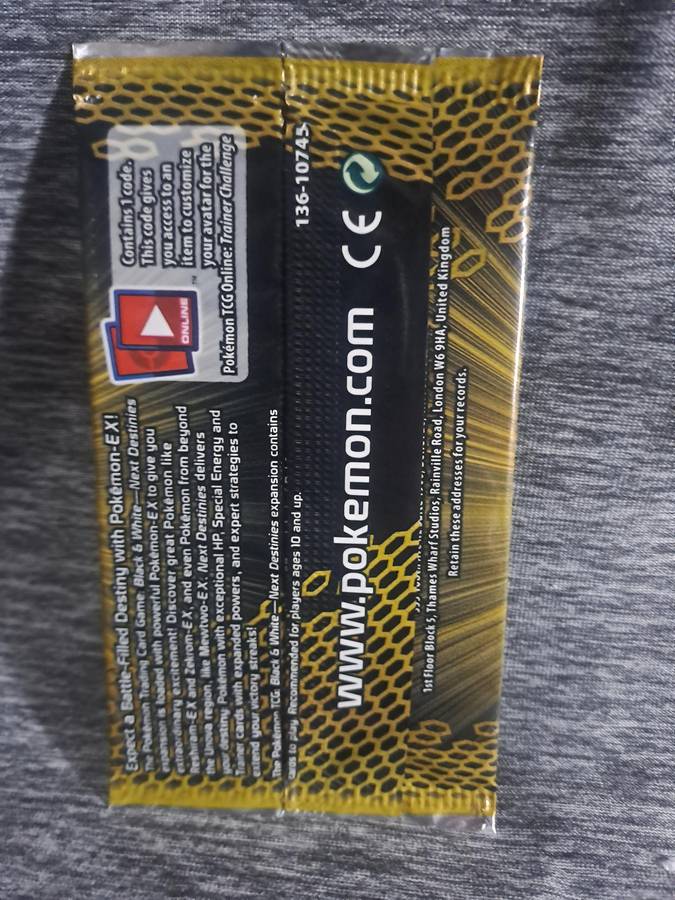 Expect a Battle-Filled Destiny with Pokémon-EX!
The Pokémon Trading Card Game: Black & White—Next Destinies
expansion is loaded with powerful Pokémon-EX to give you
extraordinary excitement! Discover great Pokémon like
Reshiram-EX and Zekrom-EX, and even Pokémon from beyond
the Unova region, like Mewtwo-EX. Next Destinies delivers
your destiny: Pokémon with exceptional HP, Special Energy and
Trainer cards with expanded powers, and expert strategies to
extend your victory streaks!
The Pokémon TCG: Black & White—Next Destinies expansion contains
cards to play. Recommended for players ages 10 and up.
ONLINE
™
Contains 1 code.
This code gives
you access to an
item to customize
your avatar for the
Pokémon TCG Online: Trainer Challenge
136-10745
www.pokemon.com CE
1st Floor Block 5, Thames Wharf Studios, Rainville Road, London W6 9HA, United Kingdom
Retain these addresses for your records.